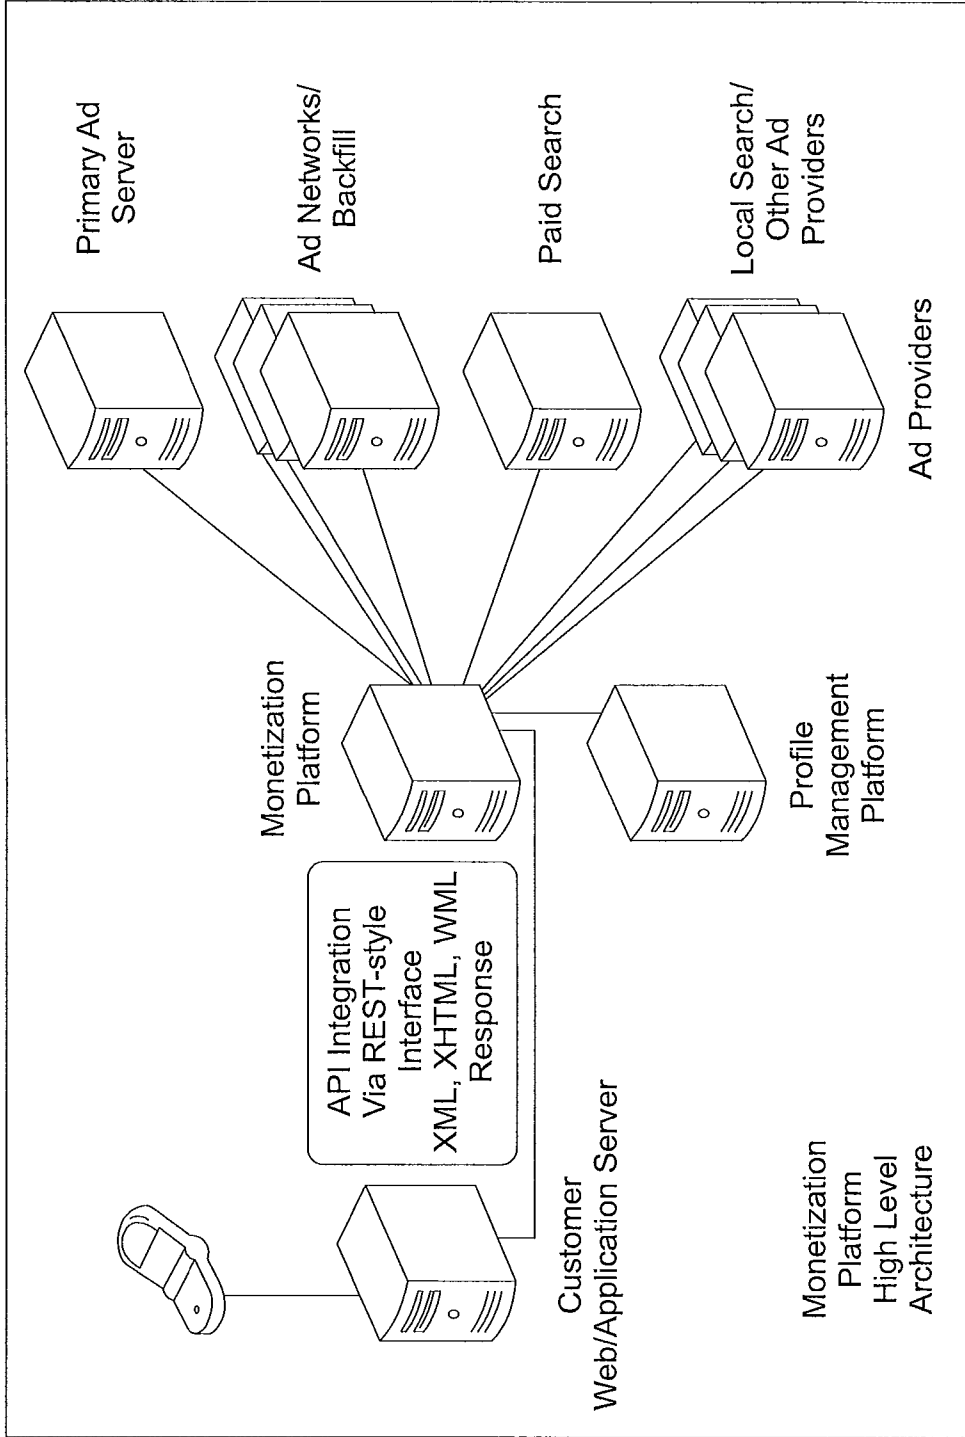 Primary Ad
Server
Ad Networks/
Backfill
Paid Search
Local Search/
Other Ad
Providers
Ad Providers
Monetization
Platform
Profile
Management
Platform
API Integration
Via REST-style
Interface
XML, XHTML, WML
Response
Customer
Web/Application Server
Monetization
Platform
High Level
Architecture